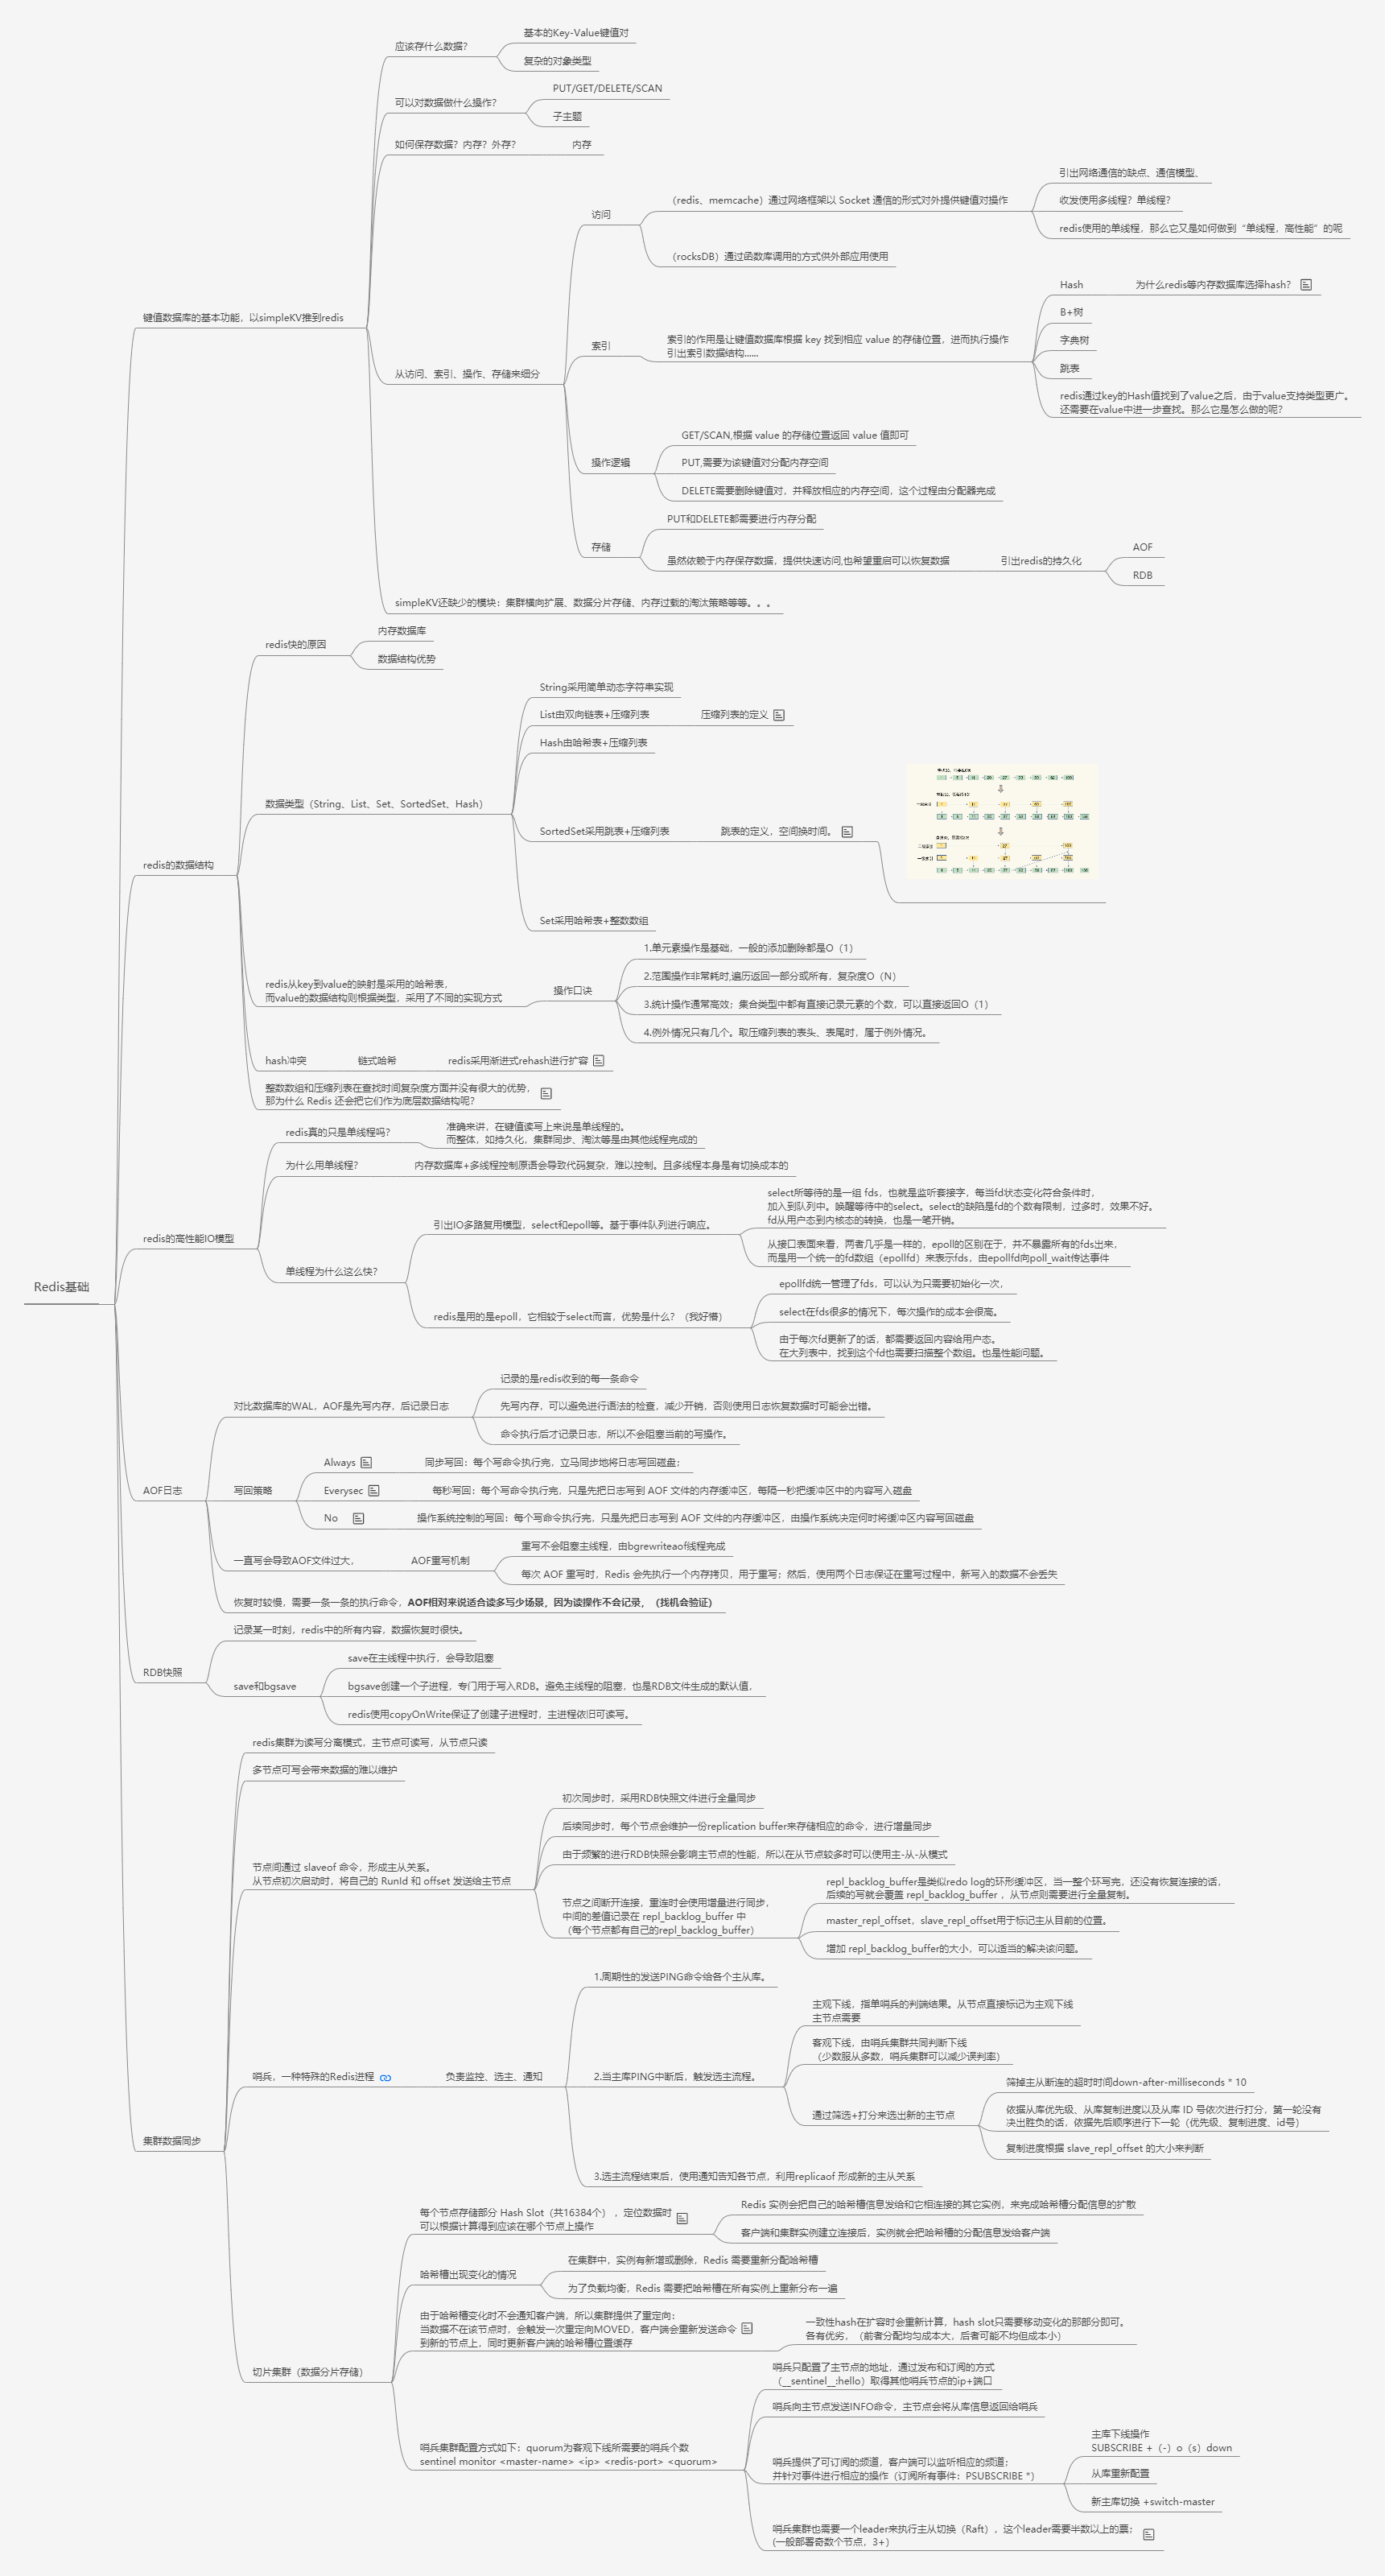 Redis基础
键值数据库的基本功能，以simpleKV推到redis
应该存什么数据？
基本的Key-Value键值对
复杂的对象类型
可以对数据做什么操作？
PUT/GET/DELETE/SCAN
子主题
如何保存数据？内存？外存？
内存
从访问、索引、操作、存储来细分
访问
（redis、memcache）通过网络框架以 Socket 通信的形式对外提供键值对操作
引出网络通信的缺点、通信模型、
收发使用多线程？单线程？
redis使用的单线程，那么它又是如何做到“单线程，高性能”的呢
（rocksDB）通过函数库调用的方式供外部应用使用
索引
索引的作用是让键值数据库根据 key 找到相应 value 的存储位置，进而执行操作
引出索引数据结构......
Hash
为什么redis等内存数据库选择hash？
B+树
字典树
跳表
redis通过key的Hash值找到了value之后，由于value支持类型更广。
还需要在value中进一步查找。那么它是怎么做的呢？
操作逻辑
GET/SCAN,根据 value 的存储位置返回 value 值即可
PUT,需要为该键值对分配内存空间
DELETE需要删除键值对，并释放相应的内存空间，这个过程由分配器完成
存储
PUT和DELETE都需要进行内存分配
虽然依赖于内存保存数据，提供快速访问,也希望重启可以恢复数据
引出redis的持久化
AOF
RDB
simpleKV还缺少的模块：集群横向扩展、数据分片存储、内存过载的淘汰策略等等。。。
redis的数据结构
redis快的原因
内存数据库
数据结构优势
数据类型（String、List、Set、SortedSet、Hash）
String采用简单动态字符串实现
List由双向链表+压缩列表
压缩列表的定义
Hash由哈希表+压缩列表
SortedSet采用跳表+压缩列表
跳表的定义，空间换时间。
Set采用哈希表+整数数组
redis从key到value的映射是采用的哈希表，
而value的数据结构则根据类型，采用了不同的实现方式
操作口诀
1.单元素操作是基础，一般的添加删除都是O（1）
2.范围操作非常耗时,遍历返回一部分或所有，复杂度O（N）
3.统计操作通常高效；集合类型中都有直接记录元素的个数，可以直接返回O（1）
4.例外情况只有几个。取压缩列表的表头、表尾时，属于例外情况。
hash冲突
链式哈希
redis采用渐进式rehash进行扩容
整数数组和压缩列表在查找时间复杂度方面并没有很大的优势，
那为什么 Redis 还会把它们作为底层数据结构呢？
redis的高性能IO模型
redis真的只是单线程吗？
准确来讲，在键值读写上来说是单线程的。
而整体，如持久化，集群同步、淘汰等是由其他线程完成的
为什么用单线程？
内存数据库+多线程控制原语会导致代码复杂，难以控制。且多线程本身是有切换成本的
单线程为什么这么快？
引出IO多路复用模型，select和epoll等。基于事件队列进行响应。
select所等待的是一组 fds，也就是监听套接字，每当fd状态变化符合条件时，
加入到队列中。唤醒等待中的select。select的缺陷是fd的个数有限制，过多时，效果不好。
fd从用户态到内核态的转换，也是一笔开销。
从接口表面来看，两者几乎是一样的，epoll的区别在于，并不暴露所有的fds出来，
而是用一个统一的fd数组（epollfd）来表示fds，由epollfd向poll_wait传达事件
redis是用的是epoll，它相较于select而言，优势是什么？（我好懵）
epollfd统一管理了fds，可以认为只需要初始化一次，
select在fds很多的情况下，每次操作的成本会很高。
由于每次fd更新了的话，都需要返回内容给用户态。
在大列表中，找到这个fd也需要扫描整个数组。也是性能问题。
AOF日志
对比数据库的WAL，AOF是先写内存，后记录日志
记录的是redis收到的每一条命令
先写内存，可以避免进行语法的检查，减少开销，否则使用日志恢复数据时可能会出错。
命令执行后才记录日志，所以不会阻塞当前的写操作。
写回策略
Always
同步写回：每个写命令执行完，立马同步地将日志写回磁盘；
Everysec
每秒写回：每个写命令执行完，只是先把日志写到 AOF 文件的内存缓冲区，每隔一秒把缓冲区中的内容写入磁盘
No
操作系统控制的写回：每个写命令执行完，只是先把日志写到 AOF 文件的内存缓冲区，由操作系统决定何时将缓冲区内容写回磁盘
一直写会导致AOF文件过大，
AOF重写机制
重写不会阻塞主线程，由bgrewriteaof线程完成
每次 AOF 重写时，Redis 会先执行一个内存拷贝，用于重写；然后，使用两个日志保证在重写过程中，新写入的数据不会丢失
恢复时较慢，需要一条一条的执行命令，AOF相对来说适合读多写少场景，因为读操作不会记录，（找机会验证）
RDB快照
记录某一时刻，redis中的所有内容，数据恢复时很快。
save和bgsave
save在主线程中执行，会导致阻塞
bgsave创建一个子进程，专门用于写入RDB。避免主线程的阻塞，也是RDB文件生成的默认值，
redis使用copyOnWrite保证了创建子进程时，主进程依旧可读写。
集群数据同步
redis集群为读写分离模式，主节点可读写，从节点只读
多节点可写会带来数据的难以维护
节点间通过 slaveof 命令，形成主从关系。
从节点初次启动时，将自己的 RunId 和 offset 发送给主节点
初次同步时，采用RDB快照文件进行全量同步
后续同步时，每个节点会维护一份replication buffer来存储相应的命令，进行增量同步
由于频繁的进行RDB快照会影响主节点的性能，所以在从节点较多时可以使用主-从-从模式
节点之间断开连接，重连时会使用增量进行同步，
中间的差值记录在 repl_backlog_buffer 中
（每个节点都有自己的repl_backlog_buffer）
repl_backlog_buffer是类似redo log的环形缓冲区，当一整个环写完，还没有恢复连接的话，
后续的写就会覆盖 repl_backlog_buffer ，从节点则需要进行全量复制。
master_repl_offset，slave_repl_offset用于标记主从目前的位置。
增加 repl_backlog_buffer的大小，可以适当的解决该问题。
哨兵，一种特殊的Redis进程
负责监控、选主、通知
1.周期性的发送PING命令给各个主从库。
2.当主库PING中断后，触发选主流程。
主观下线，指单哨兵的判端结果。从节点直接标记为主观下线
主节点需要
客观下线，由哨兵集群共同判断下线
（少数服从多数，哨兵集群可以减少误判率）
通过筛选+打分来选出新的主节点
筛掉主从断连的超时时间down-after-milliseconds * 10
依据从库优先级、从库复制进度以及从库 ID 号依次进行打分，第一轮没有
决出胜负的话，依据先后顺序进行下一轮（优先级、复制进度、id号）
复制进度根据 slave_repl_offset 的大小来判断
3.选主流程结束后，使用通知告知各节点，利用replicaof 形成新的主从关系
切片集群（数据分片存储）
每个节点存储部分 Hash Slot（共16384个），定位数据时
可以根据计算得到应该在哪个节点上操作
Redis 实例会把自己的哈希槽信息发给和它相连接的其它实例，来完成哈希槽分配信息的扩散
客户端和集群实例建立连接后，实例就会把哈希槽的分配信息发给客户端
哈希槽出现变化的情况
在集群中，实例有新增或删除，Redis 需要重新分配哈希槽
为了负载均衡，Redis 需要把哈希槽在所有实例上重新分布一遍
由于哈希槽变化时不会通知客户端，所以集群提供了重定向：
当数据不在该节点时，会触发一次重定向MOVED，客户端会重新发送命令
到新的节点上，同时更新客户端的哈希槽位置缓存
一致性hash在扩容时会重新计算，hash slot只需要移动变化的那部分即可。
各有优劣，（前者分配均匀成本大，后者可能不均但成本小）
哨兵集群配置方式如下：quorum为客观下线所需要的哨兵个数
sentinel monitor <master-name> <ip> <redis-port> <quorum>
哨兵只配置了主节点的地址，通过发布和订阅的方式
（__sentinel__:hello）取得其他哨兵节点的ip+端口
哨兵向主节点发送INFO命令，主节点会将从库信息返回给哨兵
哨兵提供了可订阅的频道，客户端可以监听相应的频道；
并针对事件进行相应的操作（订阅所有事件：PSUBSCRIBE *）
主库下线操作
SUBSCRIBE +（-）o（s）down
从库重新配置
新主库切换 +switch-master
哨兵集群也需要一个leader来执行主从切换（Raft），这个leader需要半数以上的票；
(一般部署奇数个节点，3+）